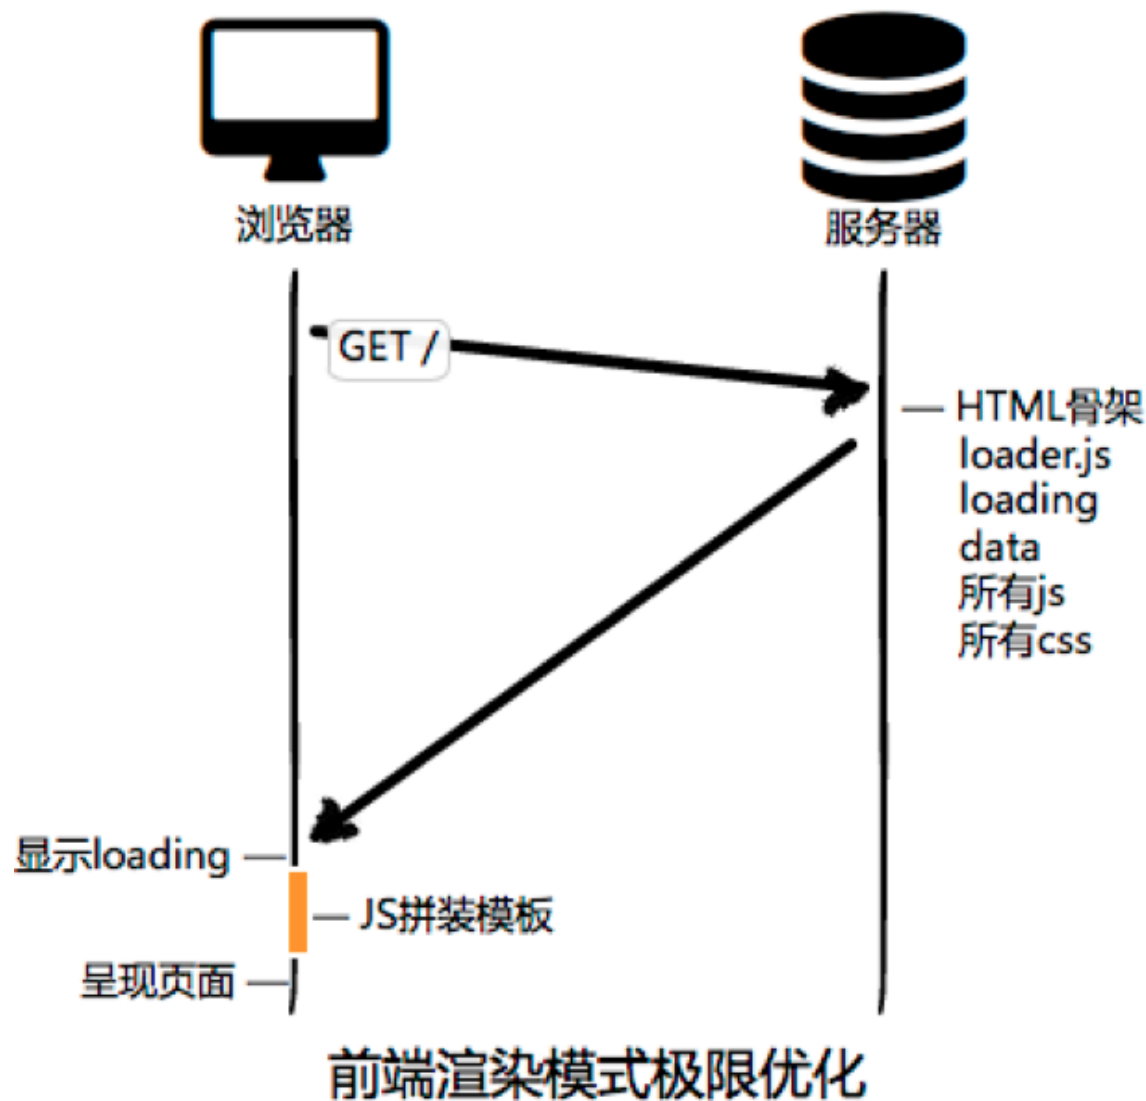 浏览器
服务器
GET /
HTML骨架
loader.js
loading
data
所有js
所有css
显示loading
JS拼装模板
呈现页面
前端渲染模式极限优化